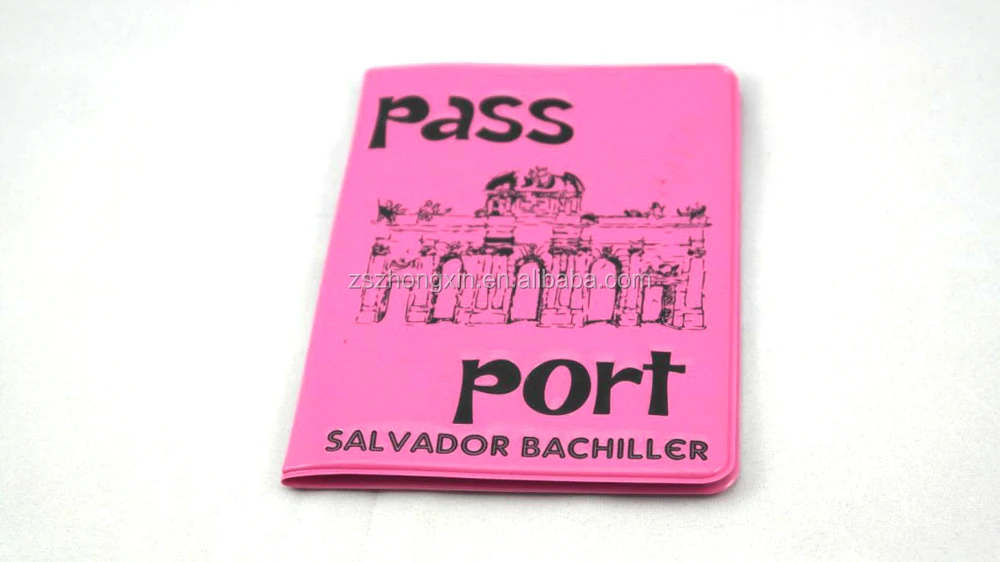 pass
zszhongxin.en.alibaba.com
port
SALVADOR BACHILLER